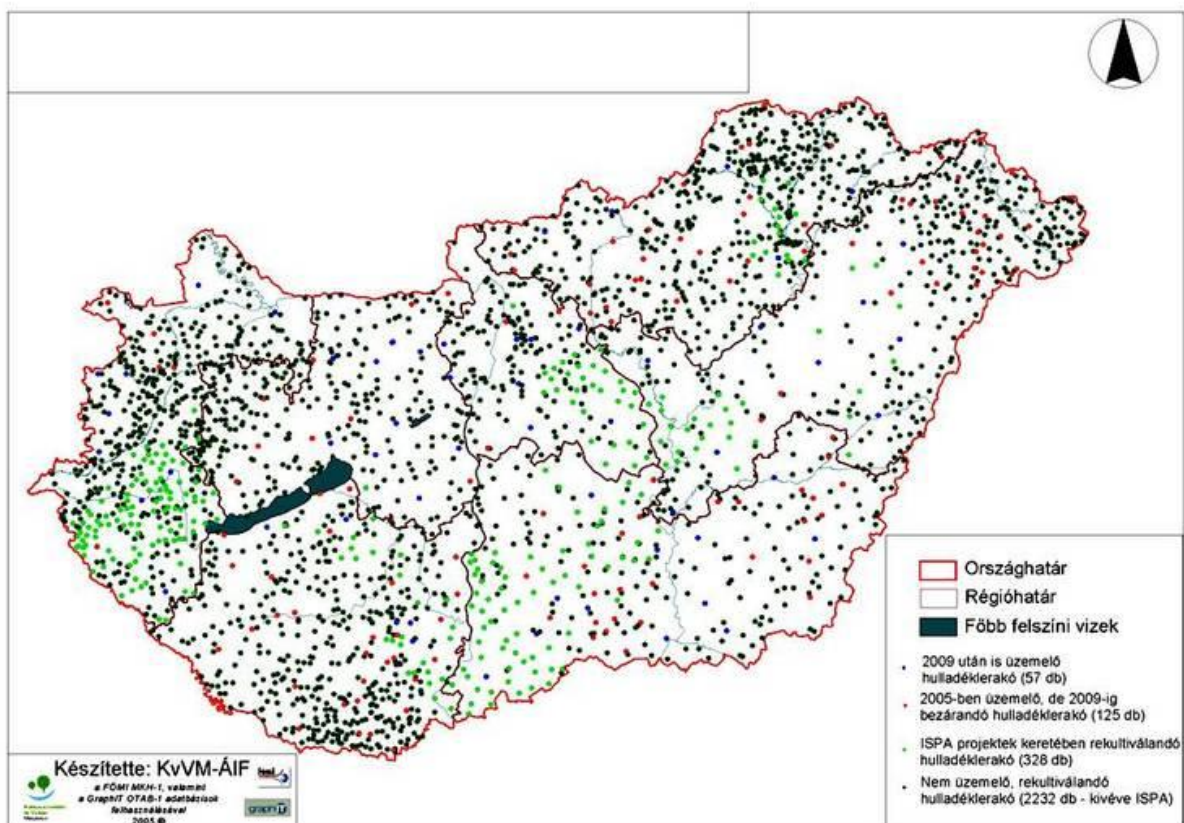 Országhatár
Régióhatár
Főbb felszíni vizek
2009 után is üzemelő
hulladéklerakó (57 db)
2005-ben üzemelő, de 2009-ig
bezárandó hulladéklerakó (125 db)
ISPA projektek keretében rekultiválandó
hulladéklerakó (328 db)
Nem üzemelő, rekultiválandó
hulladéklerakó (2232 db - kivéve ISPA)
Készítette: KvVM-ÁIF
a FÖMI MKH-1, valamint
a GraphIT OTAB-1 adatbázisok
felhasználásával
2005 ©
graphIT